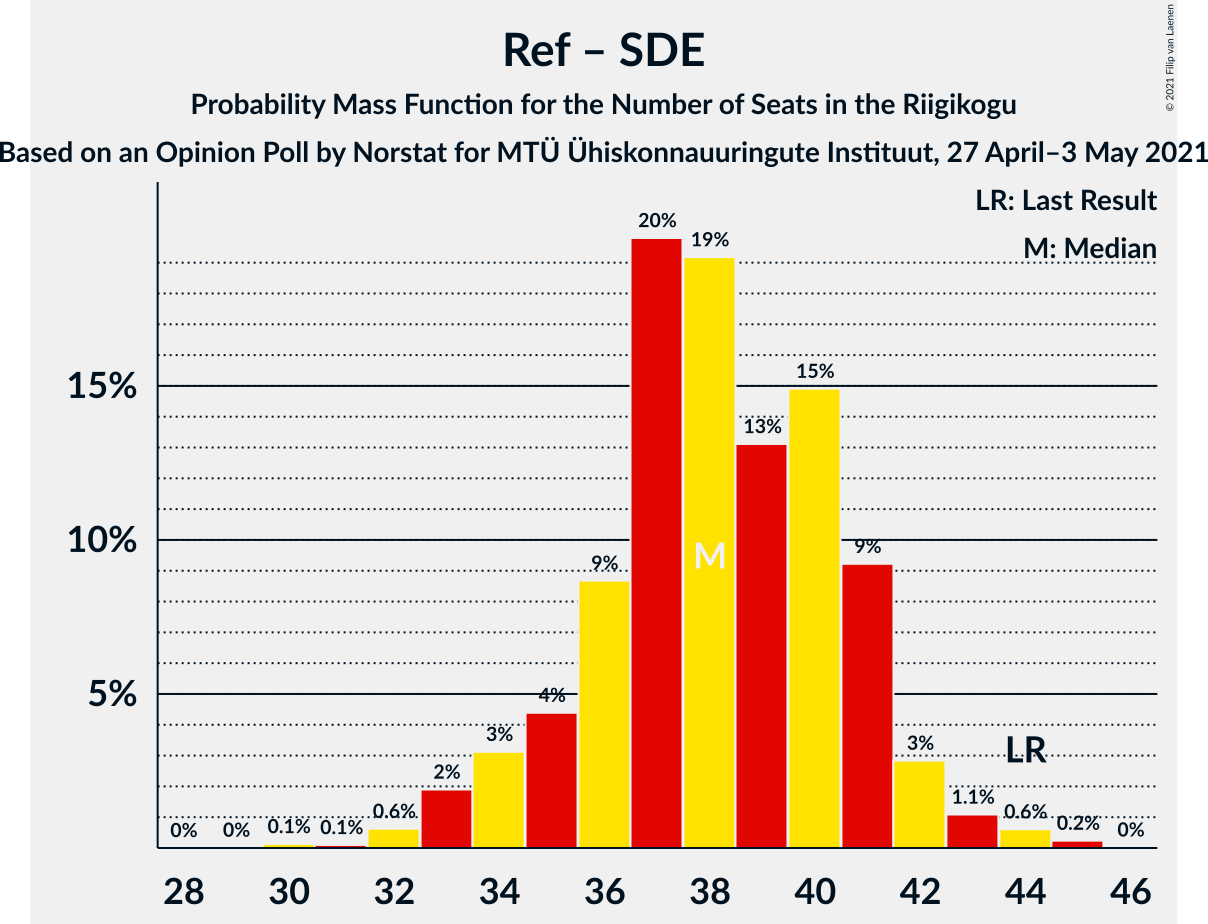 © 2021 Filip van Laenen
Ref – SDE
Probability Mass Function for the Number of Seats in the Riigikogu
Based on an Opinion Poll by Norstat for MTÜ Ühiskonnauuringute Instituut, 27 April–3 May 2021
LR: Last Result
M: Median
20%
19%
15%
15%
13%
10%
9%
9%
M
5%
4%
3%
3%
LR
2%
1.1%
0.6%
0.6%
0.2%
0% 0% 0.1% 0.1% 0%
28 30 32 34 36 38 40 42 44 46